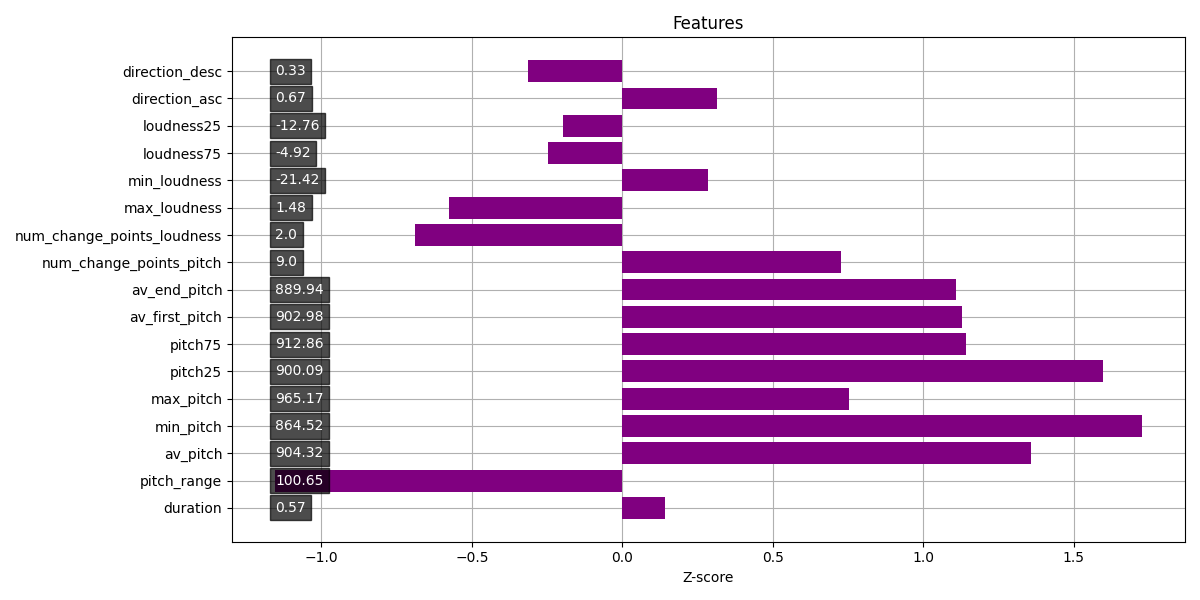 Features
direction_desc 0.33
direction_asc 0.67
loudness25 -12.76
loudness75 -4.92
min_loudness -21.42
max_loudness 1.48
num_change_points_loudness 2.0
num_change_points_pitch 9.0
av_end_pitch 889.94
av_first_pitch 902.98
pitch75 912.86
pitch25 900.09
max_pitch 965.17
min_pitch 864.52
av_pitch 904.32
pitch_range 100.65
duration 0.57
−1.0 −0.5 0.0 0.5 1.0 1.5
Z-score